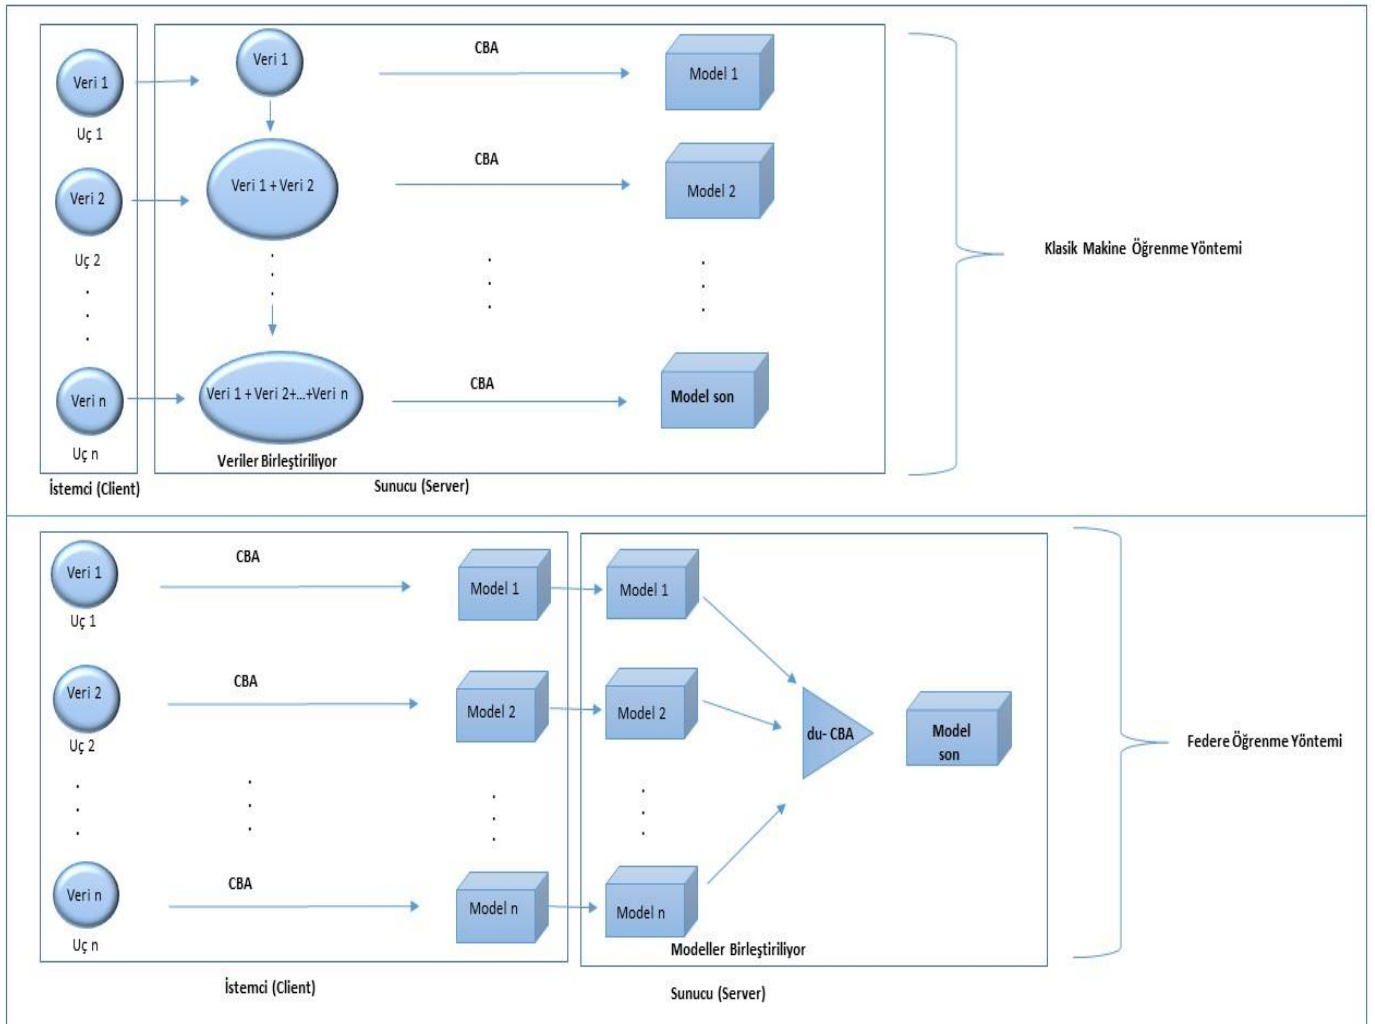 Veri 1
Uç 1
Veri 2
Uç 2
Veri n
Uç n
İstemci (Client)
Veri 1
CBA
Model 1
Veri 1 + Veri 2
CBA
Model 2
Veri 1 + Veri 2+...+Veri n
CBA
Model son
Veriler Birleştiriliyor
Sunucu (Server)
Klasik Makine Öğrenme Yöntemi
Veri 1
Uç 1
CBA
Model 1
Veri 2
Uç 2
CBA
Model 2
Veri n
Uç n
CBA
Model n
İstemci (Client)
Model 1
Model 2
Model n
du- CBA
Model
son
Modeller Birleştiriliyor
Sunucu (Server)
Federe Öğrenme Yöntemi